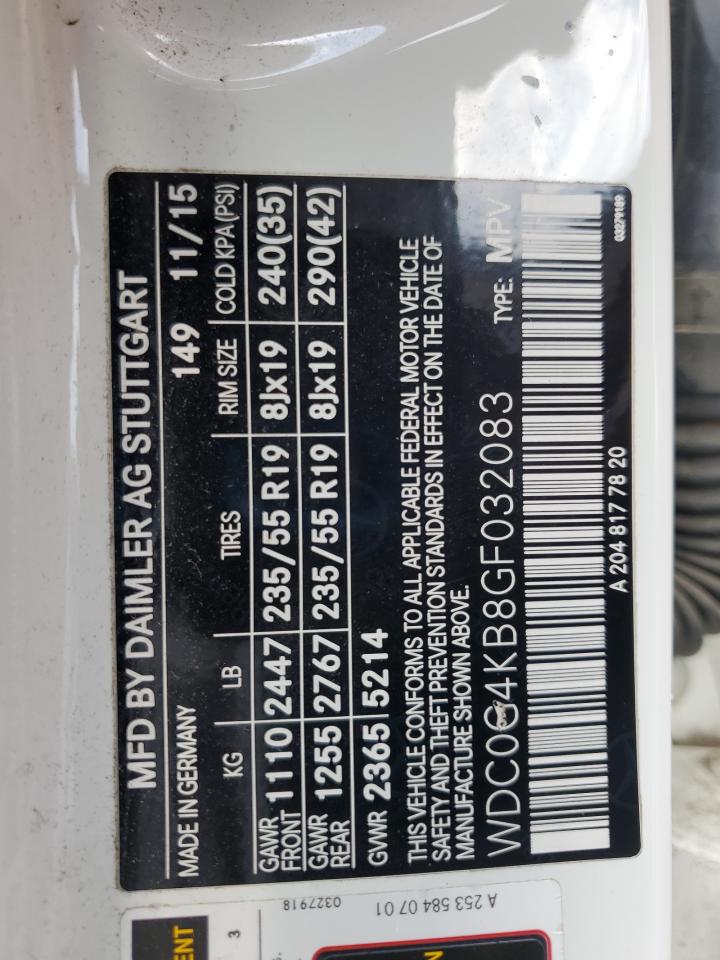 MFD BY DAIMLER AG STUTTGART
MADE IN GERMANY 149 11/15
KG LB TIRES RIM SIZE COLD KPA(PSI)
GAWR FRONT 1110 2447 235/55 R19 8Jx19 240(35)
GAWR REAR 1255 2767 235/55 R19 8Jx19 290(42)
GVWR 2365 5214
THIS VEHICLE CONFORMS TO ALL APPLICABLE FEDERAL MOTOR VEHICLE
SAFETY AND THEFT PREVENTION STANDARDS IN EFFECT ON THE DATE OF
MANUFACTURE SHOWN ABOVE.
WDC0G4KB8GF032083 TYPE: MPV
A 204 817 78 20
03279189
0327918
A 253 584 07 01
3